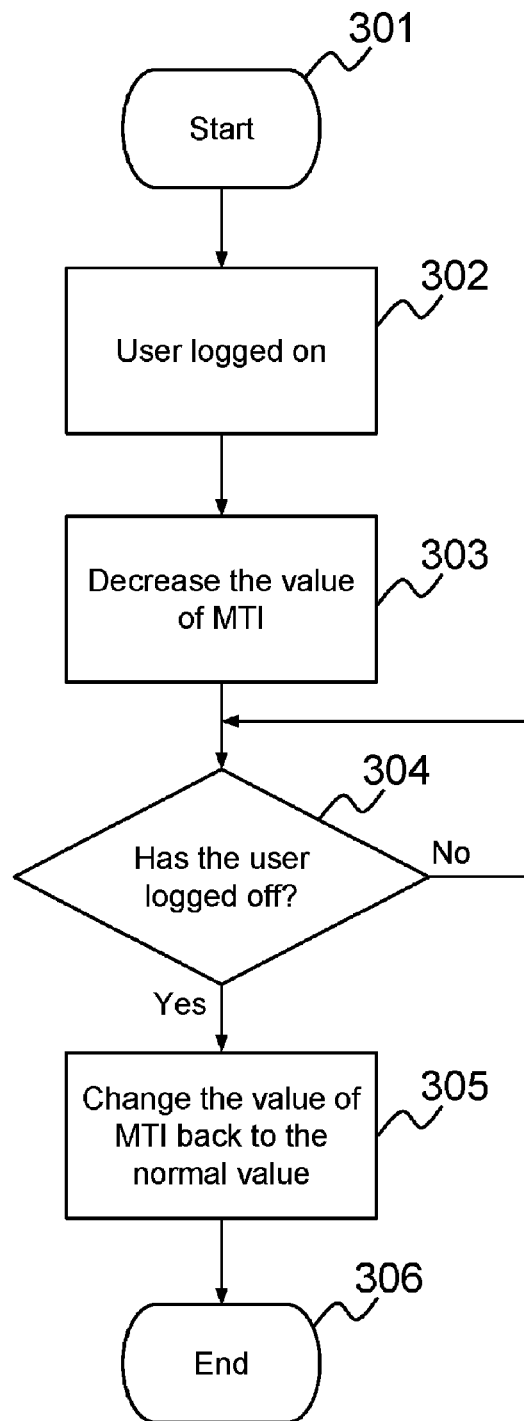 301
Start
302
User logged on
303
Decrease the value
of MTI
304
Has the user
logged off?
No
Yes
305
Change the value of
MTI back to the
normal value
306
End